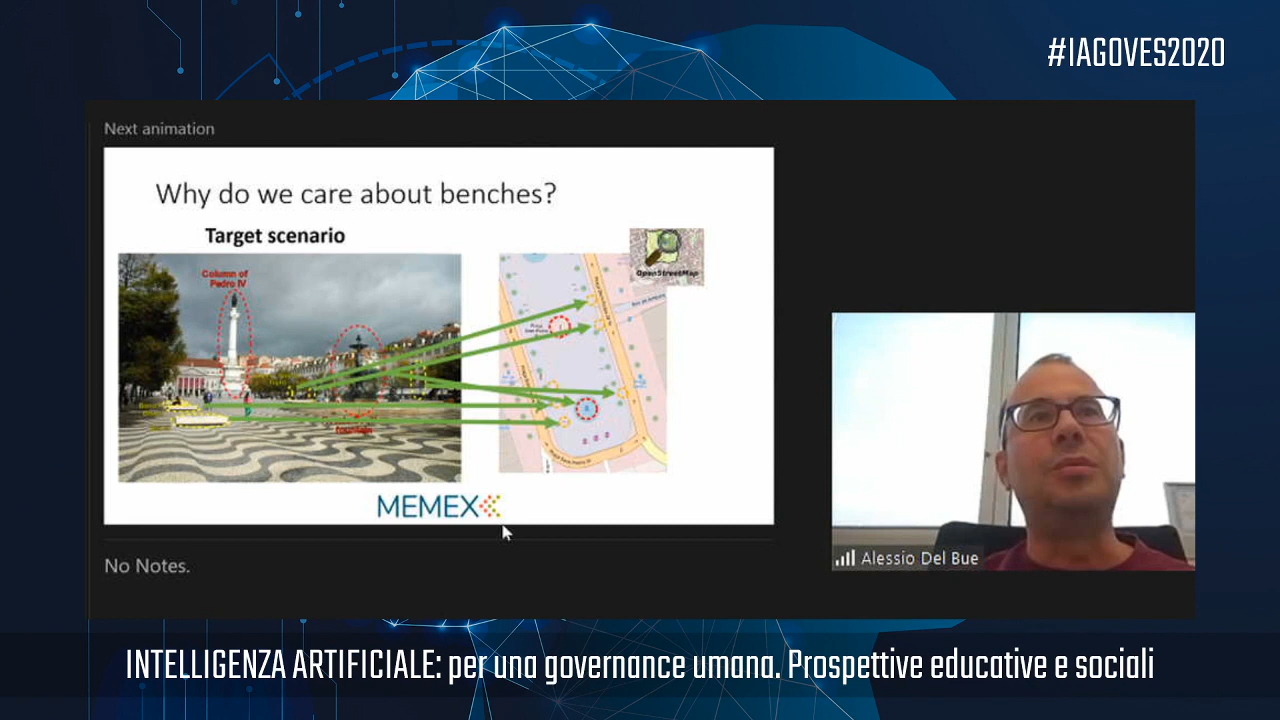 #IAGOVES2020
Next animation
Why do we care about benches?
Target scenario
Column of
Pedro IV
OpenStreetMap
fountain
MEMEX
No Notes.
Alessio Del Bue
INTELLIGENZA ARTIFICIALE: per una governance umana. Prospettive educative e sociali